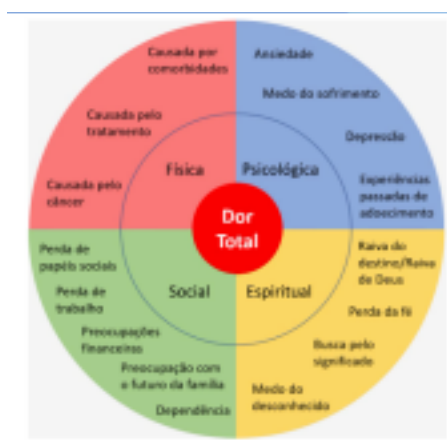 Causada por
comorbidades
Causada pelo
tratamento
Causada pelo
câncer
Física
Ansiedade
Medo do sofrimento
Depressão
Experiências
passadas de
adoecimento
Psicológica
Dor
Total
Perda de
papéis sociais
Perda de
trabalho
Preocupações
financeiras
Preocupação com
o futuro da família
Dependência
Social
Espiritual
Raiva do
destino/Raiva
de Deus
Perda da fé
Busca pelo
significado
Medo do
desconhecido